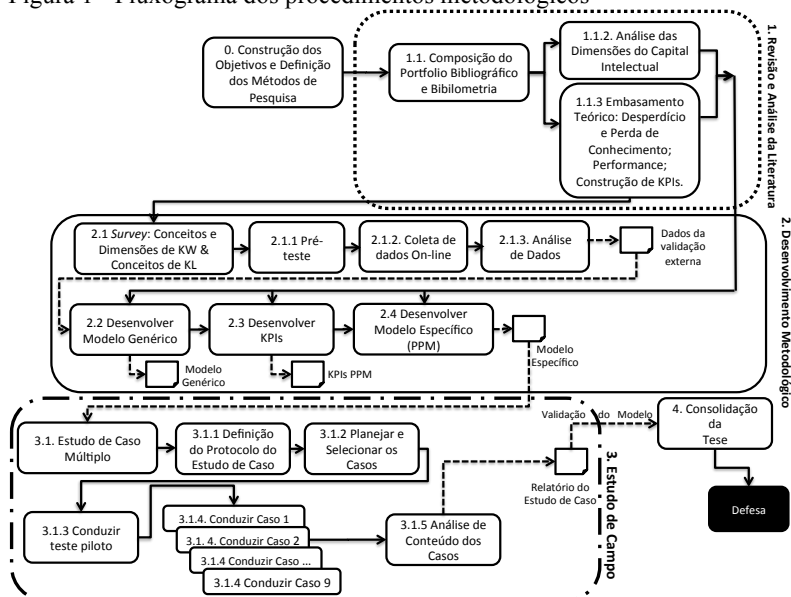 Figura 1 - Fluxograma dos procedimentos metodológicos
0. Construção dos
Objetivos e Definição
dos Métodos de
Pesquisa
1.1. Composição do
Portfolio Bibliográfico
e Bibilometria
1.1.2. Análise das
Dimensões do Capital
Intelectual
1.1.3 Embasamento
Teórico: Desperdício
e Perda de
Conhecimento;
Performance;
Construção de KPIs.
1. Revisão e Análise da Literatura
2.1 Survey: Conceitos e
Dimensões de KW &
Conceitos de KL
2.1.1 Pré-
teste
2.1.2. Coleta de
dados On-line
2.1.3. Análise
de Dados
Dados da
validação
externa
2. Desenvolvimento Metodológico
2.2 Desenvolver
Modelo Genérico
2.3 Desenvolver
KPIs
2.4 Desenvolver
Modelo Específico
(PPM)
Modelo
Genérico
KPIs PPM
Modelo
Específico
3.1. Estudo de Caso
Múltiplo
3.1.1 Definição
do Protocolo do
Estudo de Caso
3.1.2 Planejar e
Selecionar os
Casos
Validação do Modelo
4. Consolidação
da
Tese
Relatório do
Estudo de Caso
3. Estudo de Campo
Defesa
3.1.3 Conduzir
teste piloto
3.1.4. Conduzir Caso 1
3.1. 4. Conduzir Caso 2
3.1.4 Conduzir Caso ...
3.1.4 Conduzir Caso 9
3.1.5 Análise de
Conteúdo dos
Casos